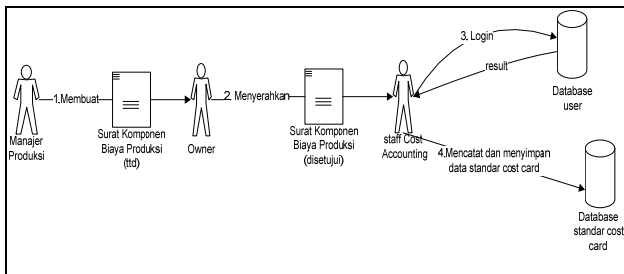 3. Login
result
Database
user
1.Membuat
2. Menyerahkan
Manajer
Produksi
Surat Komponen
Biaya Produksi
(ttd)
Owner
Surat Komponen
Biaya Produksi
(disetujui)
staff Cost
Accounting
4.Mencatat dan menyimpan
data standar cost card
Database
standar cost
card